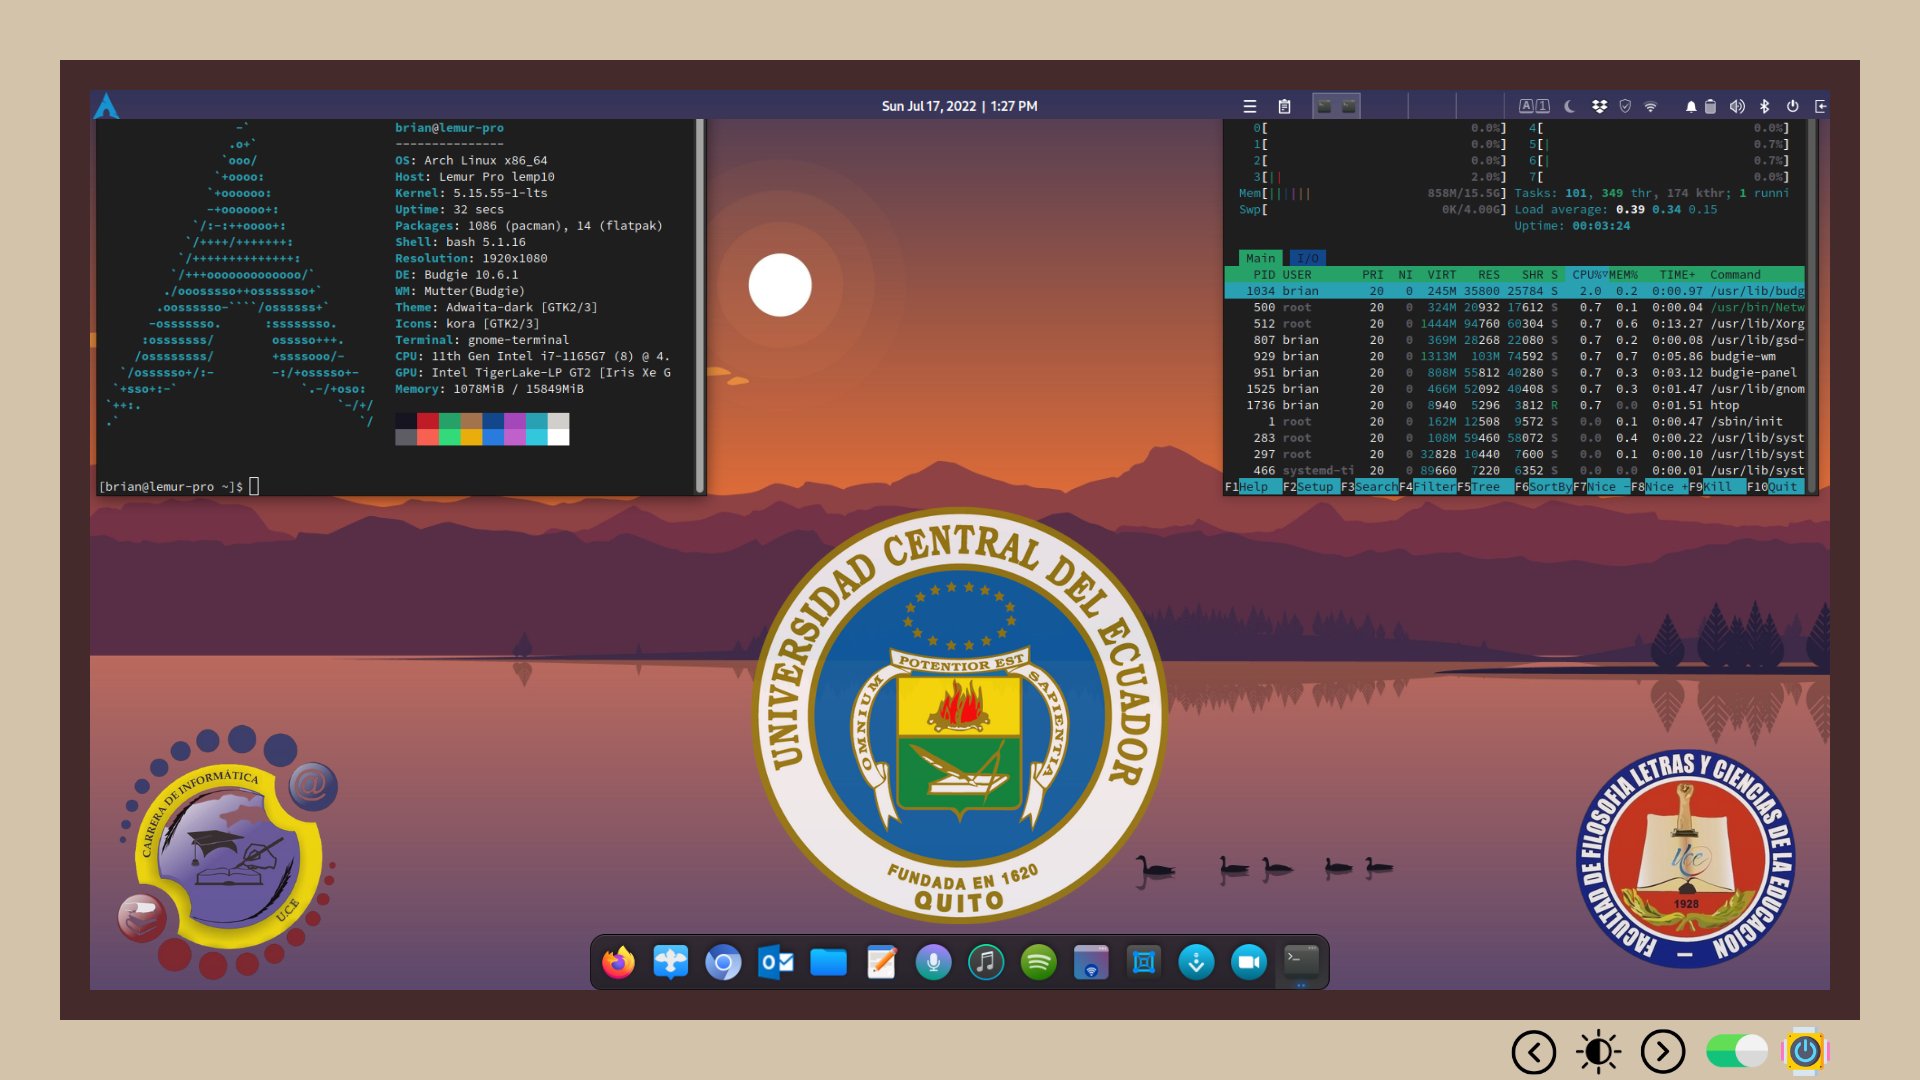 Sun Jul 17, 2022 | 1:27 PM
brian@lemur-pro
---------------
OS: Arch Linux x86_64
Host: Lemur Pro lemp10
Kernel: 5.15.55-1-lts
Uptime: 32 secs
Packages: 1086 (pacman), 14 (flatpak)
Shell: bash 5.1.16
Resolution: 1920x1080
DE: Budgie 10.6.1
WM: Mutter(Budgie)
Theme: Adwaita-dark [GTK2/3]
Icons: kora [GTK2/3]
Terminal: gnome-terminal
CPU: 11th Gen Intel i7-1165G7 (8) @ 4.
GPU: Intel TigerLake-LP GT2 [Iris Xe G
Memory: 1078MiB / 15849MiB
[brian@lemur-pro ~]$
0[ 0.0%] 4[ 0.0%]
1[ 0.0%] 5[| 0.7%]
2[ 0.0%] 6[| 0.7%]
3[|| 2.0%] 7[ 0.0%]
Mem[|||||| 858M/15.5G] Tasks: 101, 349 thr, 174 kthr; 1 runni
Swp[ 0K/4.00G] Load average: 0.39 0.34 0.15
Uptime: 00:03:24
Main I/O
PID USER PRI NI VIRT RES SHR S CPU%▽MEM% TIME+ Command
1034 brian 20 0 245M 35800 25784 S 2.0 0.2 0:00.97 /usr/lib/budg
500 root 20 0 324M 20932 17612 S 0.7 0.1 0:00.04 /usr/bin/Netw
512 root 20 0 1444M 94760 60304 S 0.7 0.6 0:13.27 /usr/lib/Xorg
807 brian 20 0 369M 28268 22080 S 0.7 0.2 0:00.08 /usr/lib/gsd-
929 brian 20 0 1313M 103M 74592 S 0.7 0.7 0:05.86 budgie-wm
951 brian 20 0 808M 55812 40280 S 0.7 0.3 0:03.12 budgie-panel
1525 brian 20 0 466M 52092 40408 S 0.7 0.3 0:01.47 /usr/lib/gnom
1736 brian 20 0 8940 5296 3812 R 0.7 0.0 0:01.51 htop
1 root 20 0 162M 12508 9572 S 0.0 0.1 0:00.47 /sbin/init
283 root 20 0 108M 59460 58072 S 0.0 0.4 0:00.22 /usr/lib/syst
297 root 20 0 32828 10440 7600 S 0.0 0.1 0:00.10 /usr/lib/syst
466 systemd-ti 20 0 89660 7220 6352 S 0.0 0.0 0:00.01 /usr/lib/syst
F1Help F2Setup F3SearchF4FilterF5Tree F6SortByF7Nice -F8Nice +F9Kill F10Quit
UNIVERSIDAD CENTRAL DEL ECUADOR
OMNIUM POTENTIOR EST SAPIENTIA
FUNDADA EN 1620
QUITO
CARRERA DE INFORMÁTICA
U.C.E
@
FACULTAD DE FILOSOFIA LETRAS Y CIENCIAS DE LA EDUCACION
uce
1928